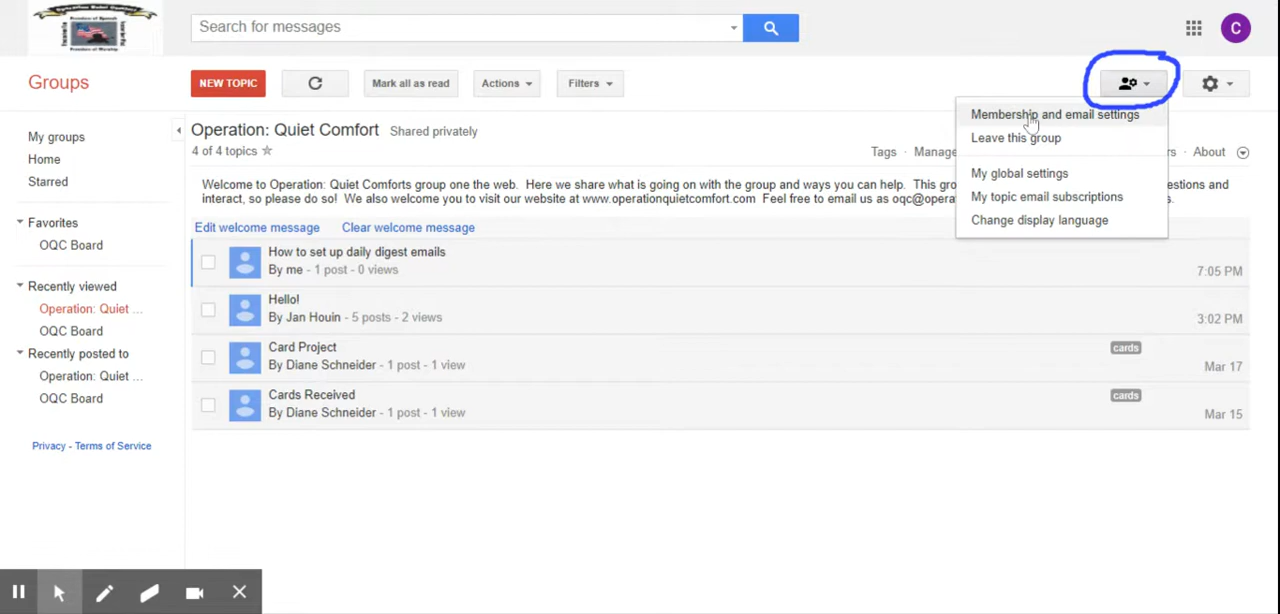 Search for messages
C
Groups
NEW TOPIC
Mark all as read
Actions
Filters
Membership and email settings
Leave this group
My global settings
My topic email subscriptions
Change display language
My groups
Home
Starred
Favorites
OQC Board
Recently viewed
Operation: Quiet ...
OQC Board
Recently posted to
Operation: Quiet ...
OQC Board
Privacy - Terms of Service
Operation: Quiet Comfort Shared privately
4 of 4 topics
Tags · Manage
rs · About
Welcome to Operation: Quiet Comforts group one the web. Here we share what is going on with the group and ways you can help. This gro estions and
interact, so please do so! We also welcome you to visit our website at www.operationquietcomfort.com Feel free to email us as oqc@opera s.
Edit welcome message Clear welcome message
How to set up daily digest emails
By me - 1 post - 0 views
7:05 PM
Hello!
By Jan Houin - 5 posts - 2 views
3:02 PM
Card Project
cards
By Diane Schneider - 1 post - 1 view
Mar 17
Cards Received
cards
By Diane Schneider - 1 post - 1 view
Mar 15